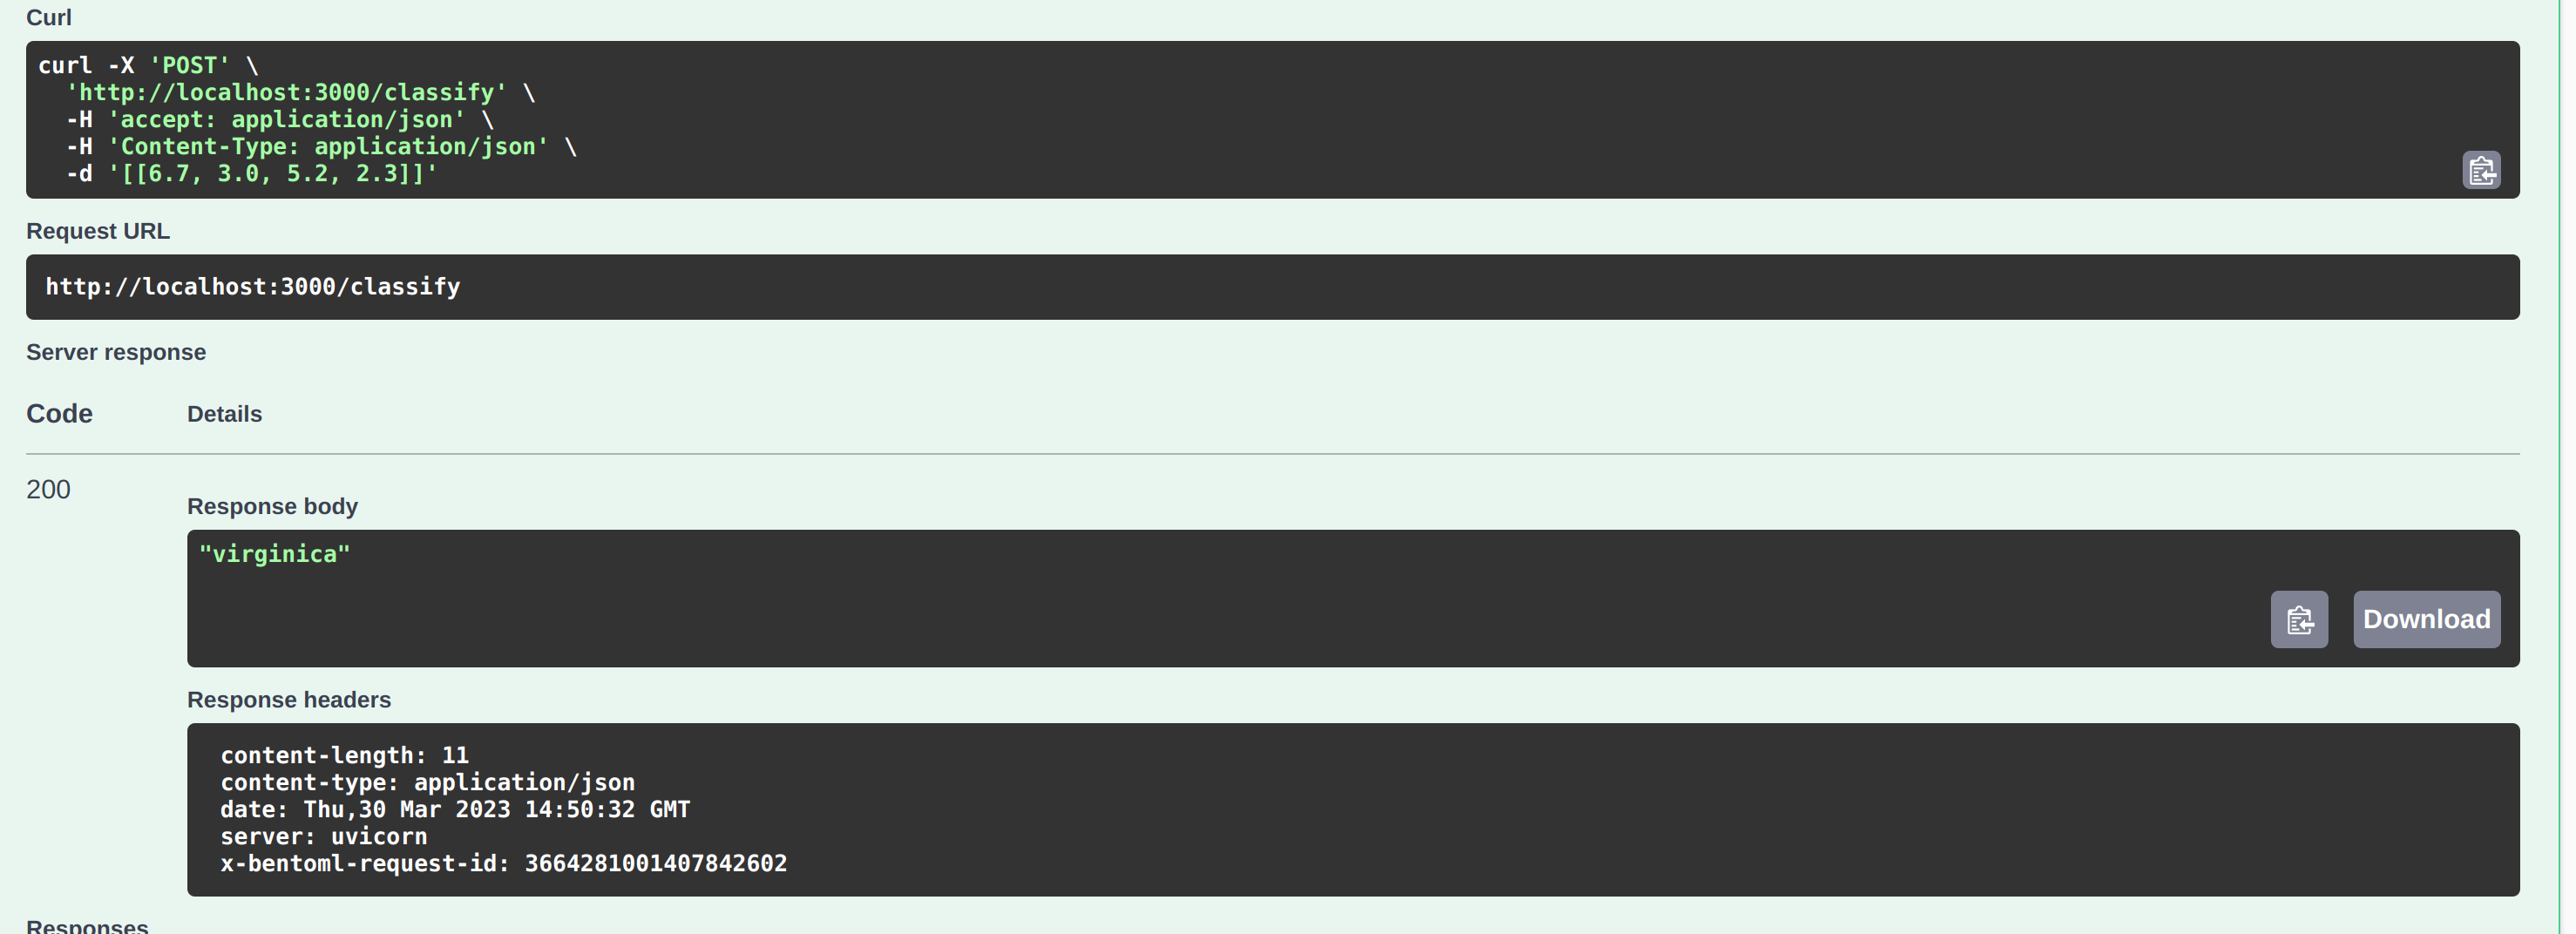 Curl
curl -X 'POST' \
'http://localhost:3000/classify' \
-H 'accept: application/json' \
-H 'Content-Type: application/json' \
-d '[[6.7, 3.0, 5.2, 2.3]]'
Request URL
http://localhost:3000/classify
Server response
Code Details
200
Response body
"virginica"
Download
Response headers
content-length: 11
content-type: application/json
date: Thu,30 Mar 2023 14:50:32 GMT
server: uvicorn
x-bentoml-request-id: 3664281001407842602
Responses